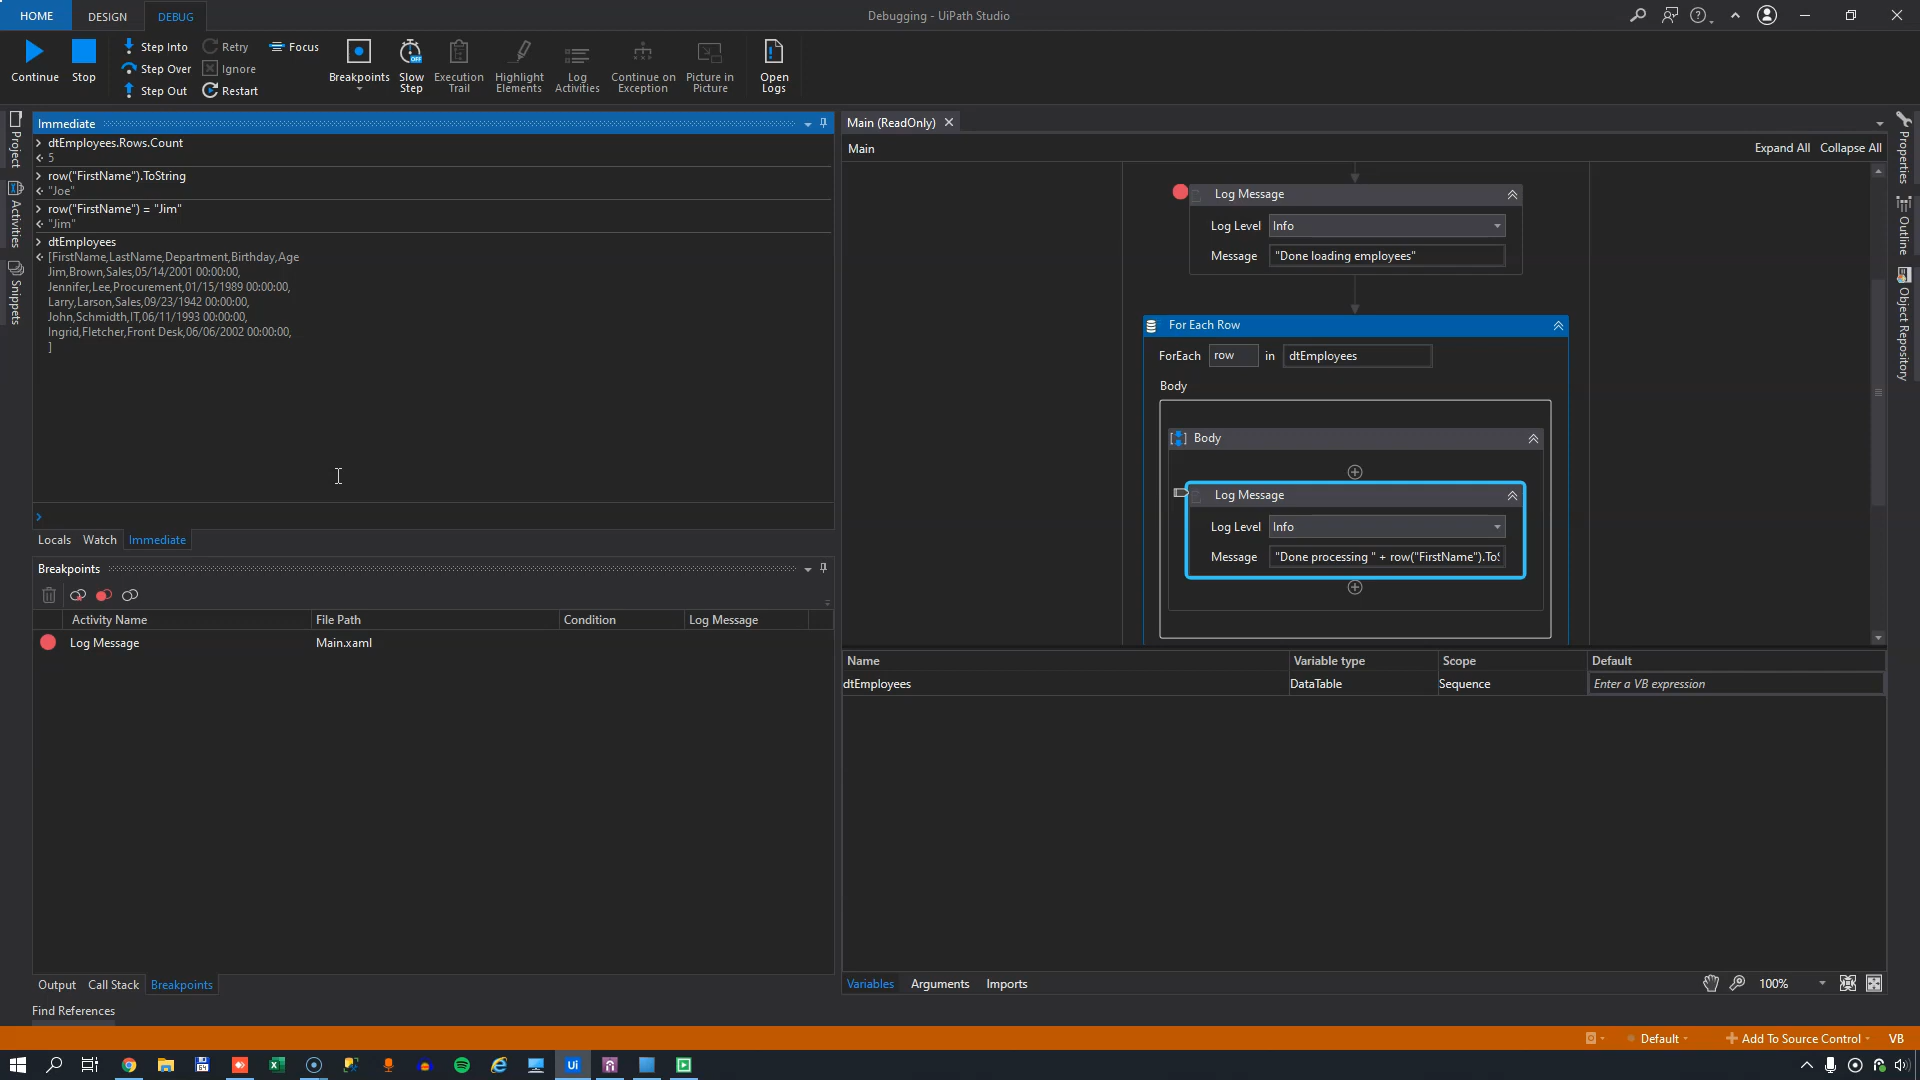 HOME
DESIGN
DEBUG
Debugging - UiPath Studio
Continue
Stop
Step Into
Step Over
Step Out
Retry
Ignore
Restart
Focus
Breakpoints
Slow
Step
Execution
Trail
Highlight
Elements
Log
Activities
Continue on
Exception
Picture in
Picture
Open
Logs
Project
Activities
Snippets
Immediate
dtEmployees.Rows.Count
5
row("FirstName").ToString
"Joe"
row("FirstName") = "Jim"
"Jim"
dtEmployees
[FirstName,LastName,Department,Birthday,Age
Jim,Brown,Sales,05/14/2001 00:00:00,
Jennifer,Lee,Procurement,01/15/1989 00:00:00,
Larry,Larson,Sales,09/23/1942 00:00:00,
John,Schmidth,IT,06/11/1993 00:00:00,
Ingrid,Fletcher,Front Desk,06/06/2002 00:00:00,
]
Locals
Watch
Immediate
Breakpoints
Activity Name
File Path
Condition
Log Message
Log Message
Main.xaml
Output
Call Stack
Breakpoints
Find References
Main (ReadOnly)
Main
Expand All
Collapse All
Log Message
Log Level
Info
Message
"Done loading employees"
For Each Row
ForEach
row
in
dtEmployees
Body
Body
Log Message
Log Level
Info
Message
"Done processing " + row("FirstName").ToS
Name
Variable type
Scope
Default
dtEmployees
DataTable
Sequence
Enter a VB expression
Variables
Arguments
Imports
100%
Properties
Outline
Object Repository
Default
Add To Source Control
VB
64
Ui